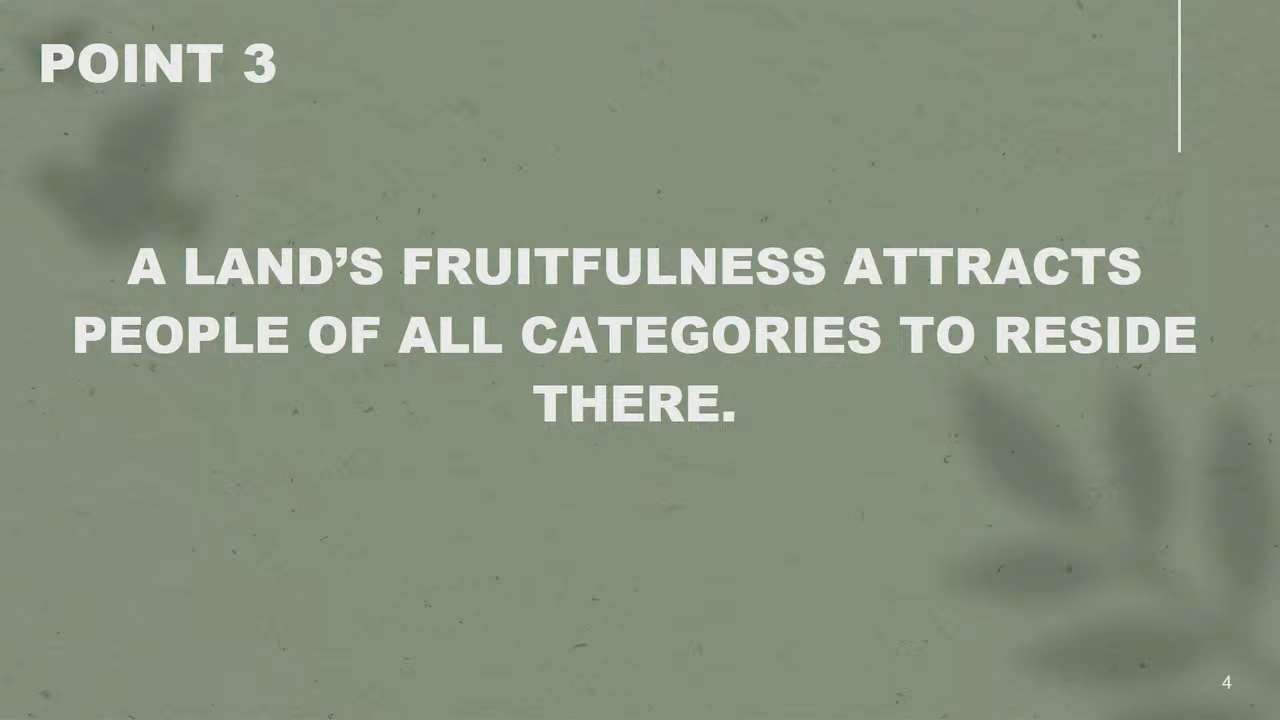 POINT 3
A LAND’S FRUITFULNESS ATTRACTS
PEOPLE OF ALL CATEGORIES TO RESIDE
THERE.
4